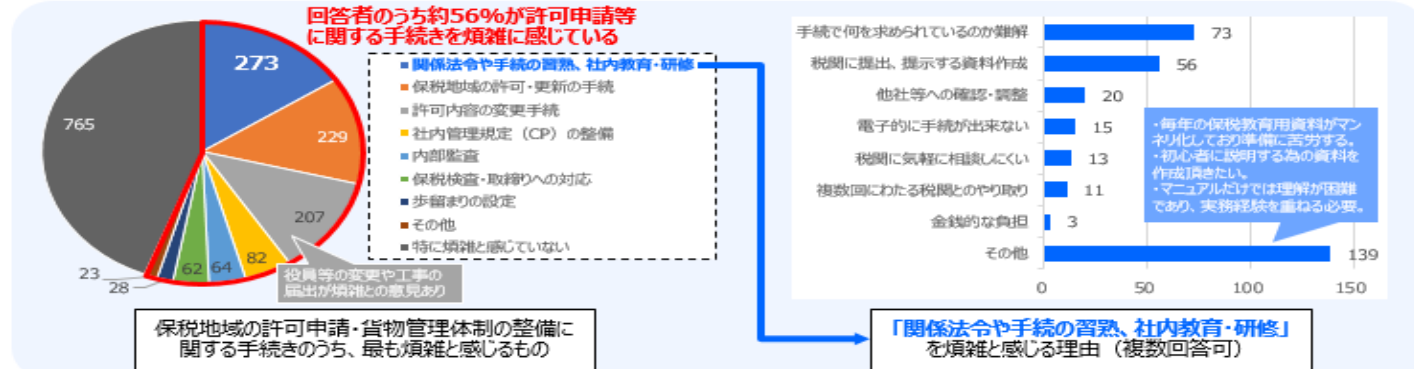 回答者のうち約56%が許可申請等
に関する手続きを煩雑に感じている
273
229
207
82
64
62
28
23
765
関係法令や手続の習熟、社内教育・研修
保税地域の許可・更新の手続
許可内容の変更手続
社内管理規定（CP）の整備
内部監査
保税検査・取締りへの対応
歩留まりの設定
その他
特に煩雑と感じていない
役員等の変更や工事の
届出が煩雑との意見あり
保税地域の許可申請・貨物管理体制の整備に
関する手続きのうち、最も煩雑と感じるもの
手続で何を求められているのか難解 73
税関に提出、提示する資料作成 56
他社等への確認・調整 20
電子的に手続が出来ない 15
税関に気軽に相談しにくい 13
複数回にわたる税関とのやり取り 11
金銭的な負担 3
その他 139
0 50 100 150
・毎年の保税教育用資料がマン
ネリ化しており準備に苦労する。
・初心者に説明する為の資料を
作成頂きたい。
・マニュアルだけでは理解が困難
であり、実務経験を重ねる必要。
「関係法令や手続の習熟、社内教育・研修」
を煩雑と感じる理由（複数回答可）